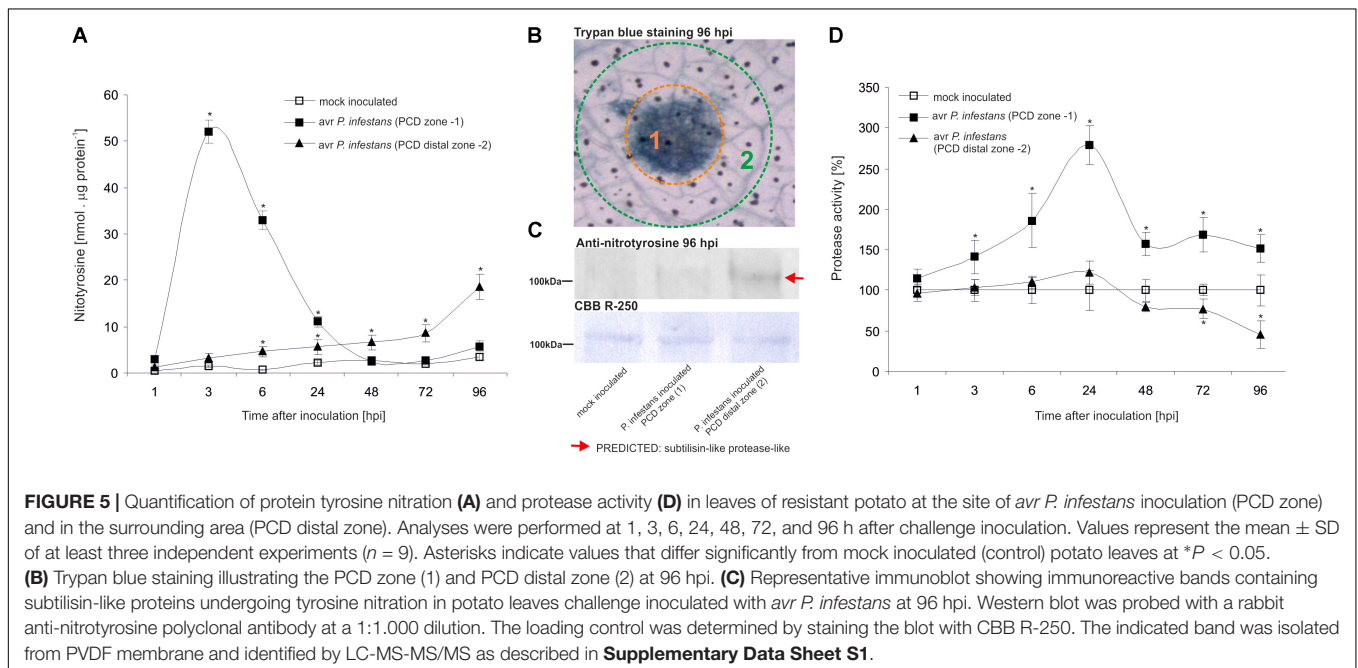 A
Nitotyrosine [nmol . µg protein⁻¹]
60
50
40
30
20
10
0
1 3 6 24 48 72 96
Time after inoculation [hpi]
mock inoculated
avr P. infestans (PCD zone -1)
avr P. infestans (PCD distal zone -2)
* * * * * * * *
B
Trypan blue staining 96 hpi
1
2
C
Anti-nitrotyrosine 96 hpi
100kDa
CBB R-250
100kDa
mock inoculated
P. infestans inoculated
PCD zone (1)
P. infestans inoculated
PCD distal zone (2)
PREDICTED: subtilisin-like protease-like
D
Protease activity [%]
350
300
250
200
150
100
50
0
1 3 6 24 48 72 96
Time after inoculation [hpi]
mock inoculated
avr P. infestans (PCD zone -1)
avr P. infestans
(PCD distal zone -2)
* * * * * * * *
FIGURE 5 | Quantification of protein tyrosine nitration (A) and protease activity (D) in leaves of resistant potato at the site of avr P. infestans inoculation (PCD zone)
and in the surrounding area (PCD distal zone). Analyses were performed at 1, 3, 6, 24, 48, 72, and 96 h after challenge inoculation. Values represent the mean ± SD
of at least three independent experiments (n = 9). Asterisks indicate values that differ significantly from mock inoculated (control) potato leaves at *P < 0.05.
(B) Trypan blue staining illustrating the PCD zone (1) and PCD distal zone (2) at 96 hpi. (C) Representative immunoblot showing immunoreactive bands containing
subtilisin-like proteins undergoing tyrosine nitration in potato leaves challenge inoculated with avr P. infestans at 96 hpi. Western blot was probed with a rabbit
anti-nitrotyrosine polyclonal antibody at a 1:1.000 dilution. The loading control was determined by staining the blot with CBB R-250. The indicated band was isolated
from PVDF membrane and identified by LC-MS-MS/MS as described in Supplementary Data Sheet S1.